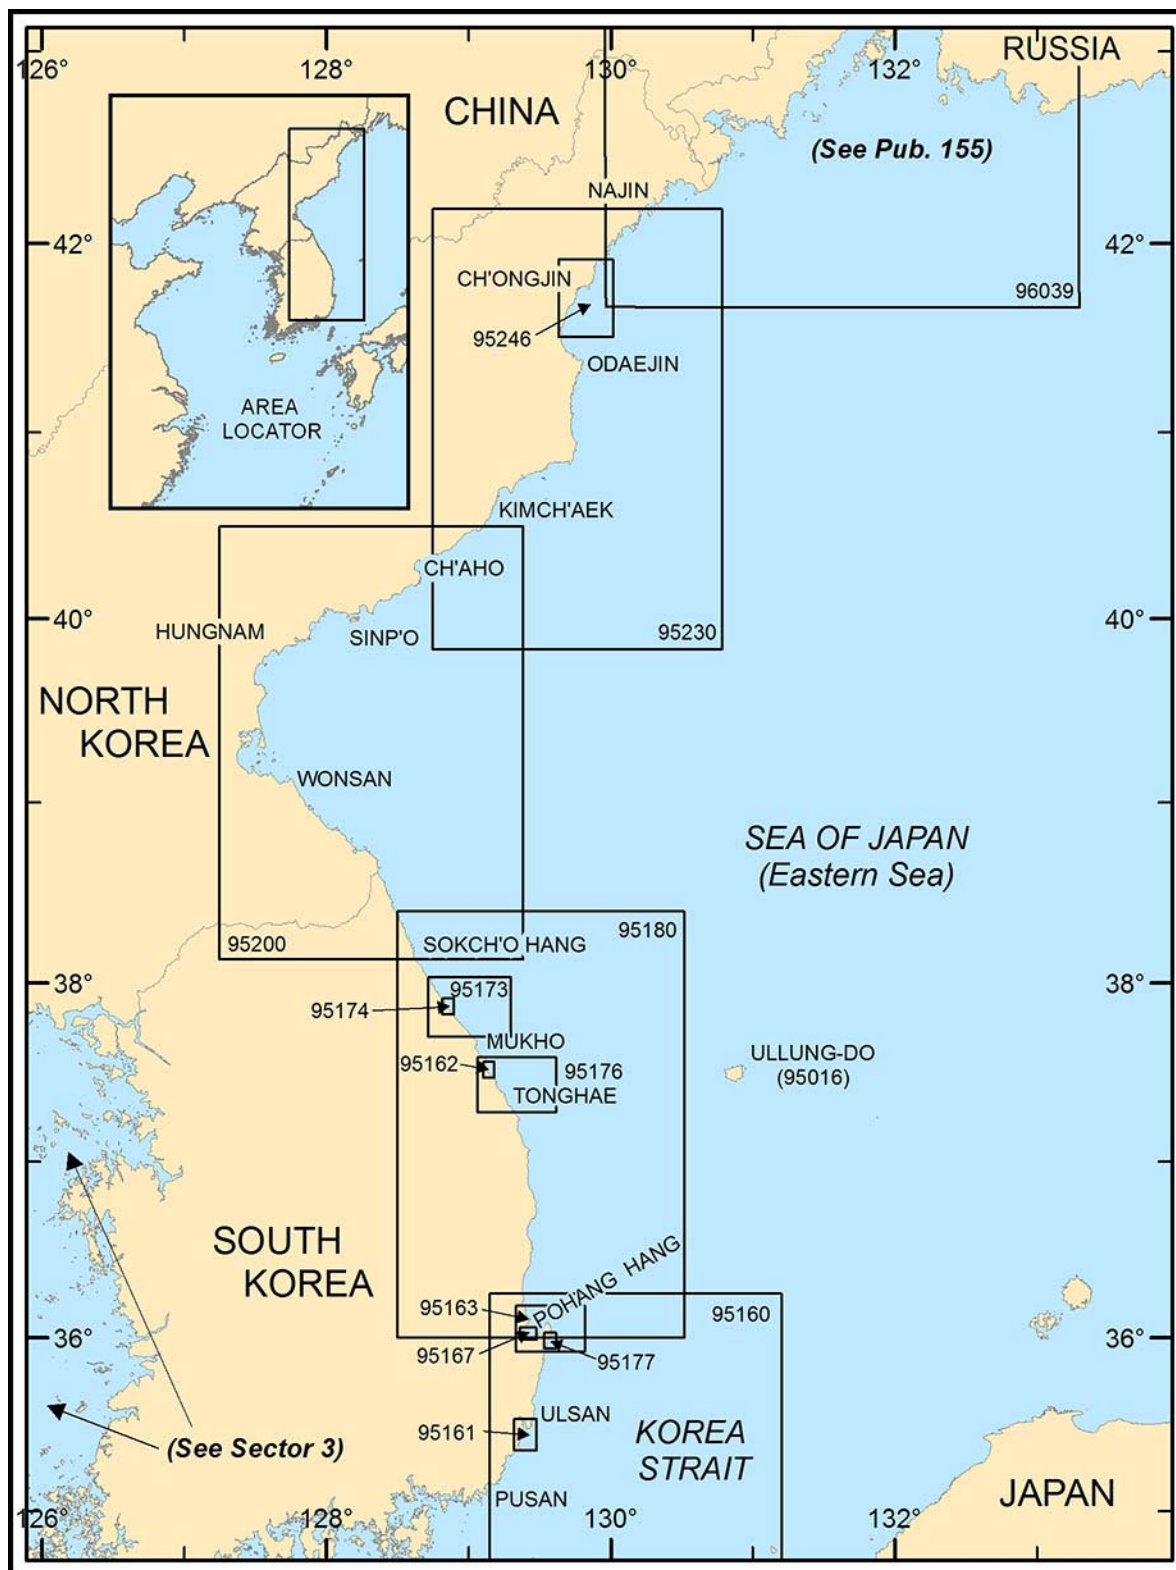 126°
128°
130°
132°
RUSSIA
CHINA
(See Pub. 155)
NAJIN
42°
42°
CH'ONGJIN
96039
95246
ODAEJIN
AREA
LOCATOR
KIMCH'AEK
CH'AHO
40°
40°
HUNGNAM
SINP'O
95230
NORTH
KOREA
WONSAN
SEA OF JAPAN
(Eastern Sea)
95200
SOKCH'O HANG
95180
38°
38°
95173
95174
MUKHO
95162
95176
TONGHAE
ULLUNG-DO
(95016)
SOUTH
KOREA
POHANG HANG
95163
95160
36°
36°
95167
95177
ULSAN
95161
KOREA
STRAIT
(See Sector 3)
PUSAN
JAPAN
126°
128°
130°
132°